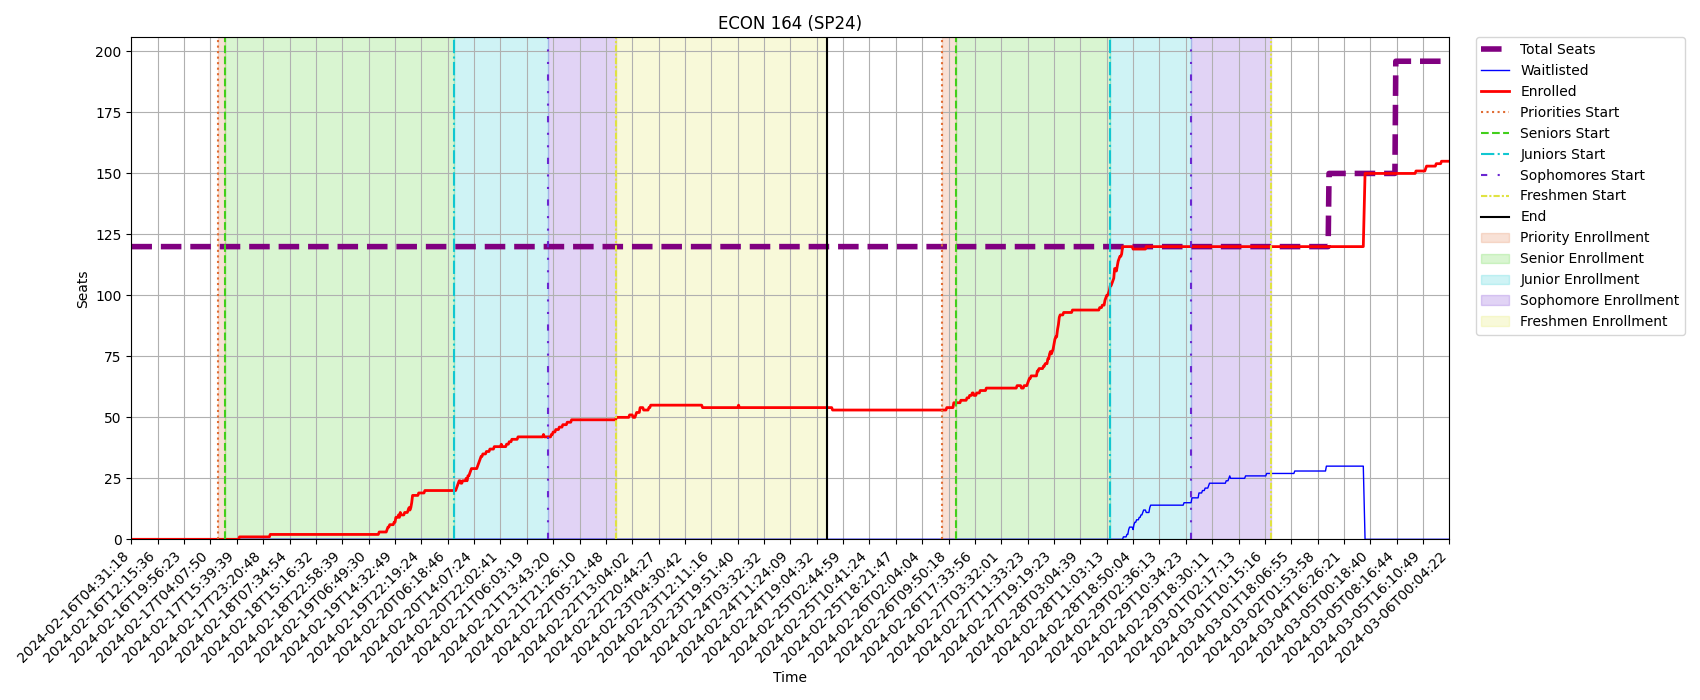 ECON 164 (SP24)
200
175
150
125
100
75
50
25
0
Seats
2024-02-16T04:31:18
2024-02-16T12:15:36
2024-02-16T19:56:23
2024-02-17T04:07:50
2024-02-17T15:39:39
2024-02-17T23:20:48
2024-02-18T07:34:54
2024-02-18T15:16:32
2024-02-18T22:58:39
2024-02-19T06:49:30
2024-02-19T14:32:49
2024-02-19T22:19:24
2024-02-20T06:18:46
2024-02-20T14:07:24
2024-02-20T22:02:41
2024-02-21T06:03:19
2024-02-21T13:43:20
2024-02-21T21:26:10
2024-02-22T05:21:48
2024-02-22T13:04:02
2024-02-22T20:44:27
2024-02-23T04:30:42
2024-02-23T12:11:16
2024-02-23T19:51:40
2024-02-24T03:32:32
2024-02-24T11:24:09
2024-02-24T19:04:32
2024-02-25T02:44:59
2024-02-25T10:41:24
2024-02-25T18:21:47
2024-02-26T02:04:04
2024-02-26T09:50:18
2024-02-26T17:33:56
2024-02-27T03:32:01
2024-02-27T11:33:23
2024-02-27T19:19:23
2024-02-28T03:04:39
2024-02-28T11:03:13
2024-02-28T18:50:04
2024-02-29T02:36:13
2024-02-29T10:34:23
2024-02-29T18:30:11
2024-03-01T02:17:13
2024-03-01T10:15:16
2024-03-01T18:06:55
2024-03-02T01:53:58
2024-03-04T16:26:21
2024-03-05T00:18:40
2024-03-05T08:16:44
2024-03-05T16:10:49
2024-03-06T00:04:22
Time
Total Seats
Waitlisted
Enrolled
Priorities Start
Seniors Start
Juniors Start
Sophomores Start
Freshmen Start
End
Priority Enrollment
Senior Enrollment
Junior Enrollment
Sophomore Enrollment
Freshmen Enrollment